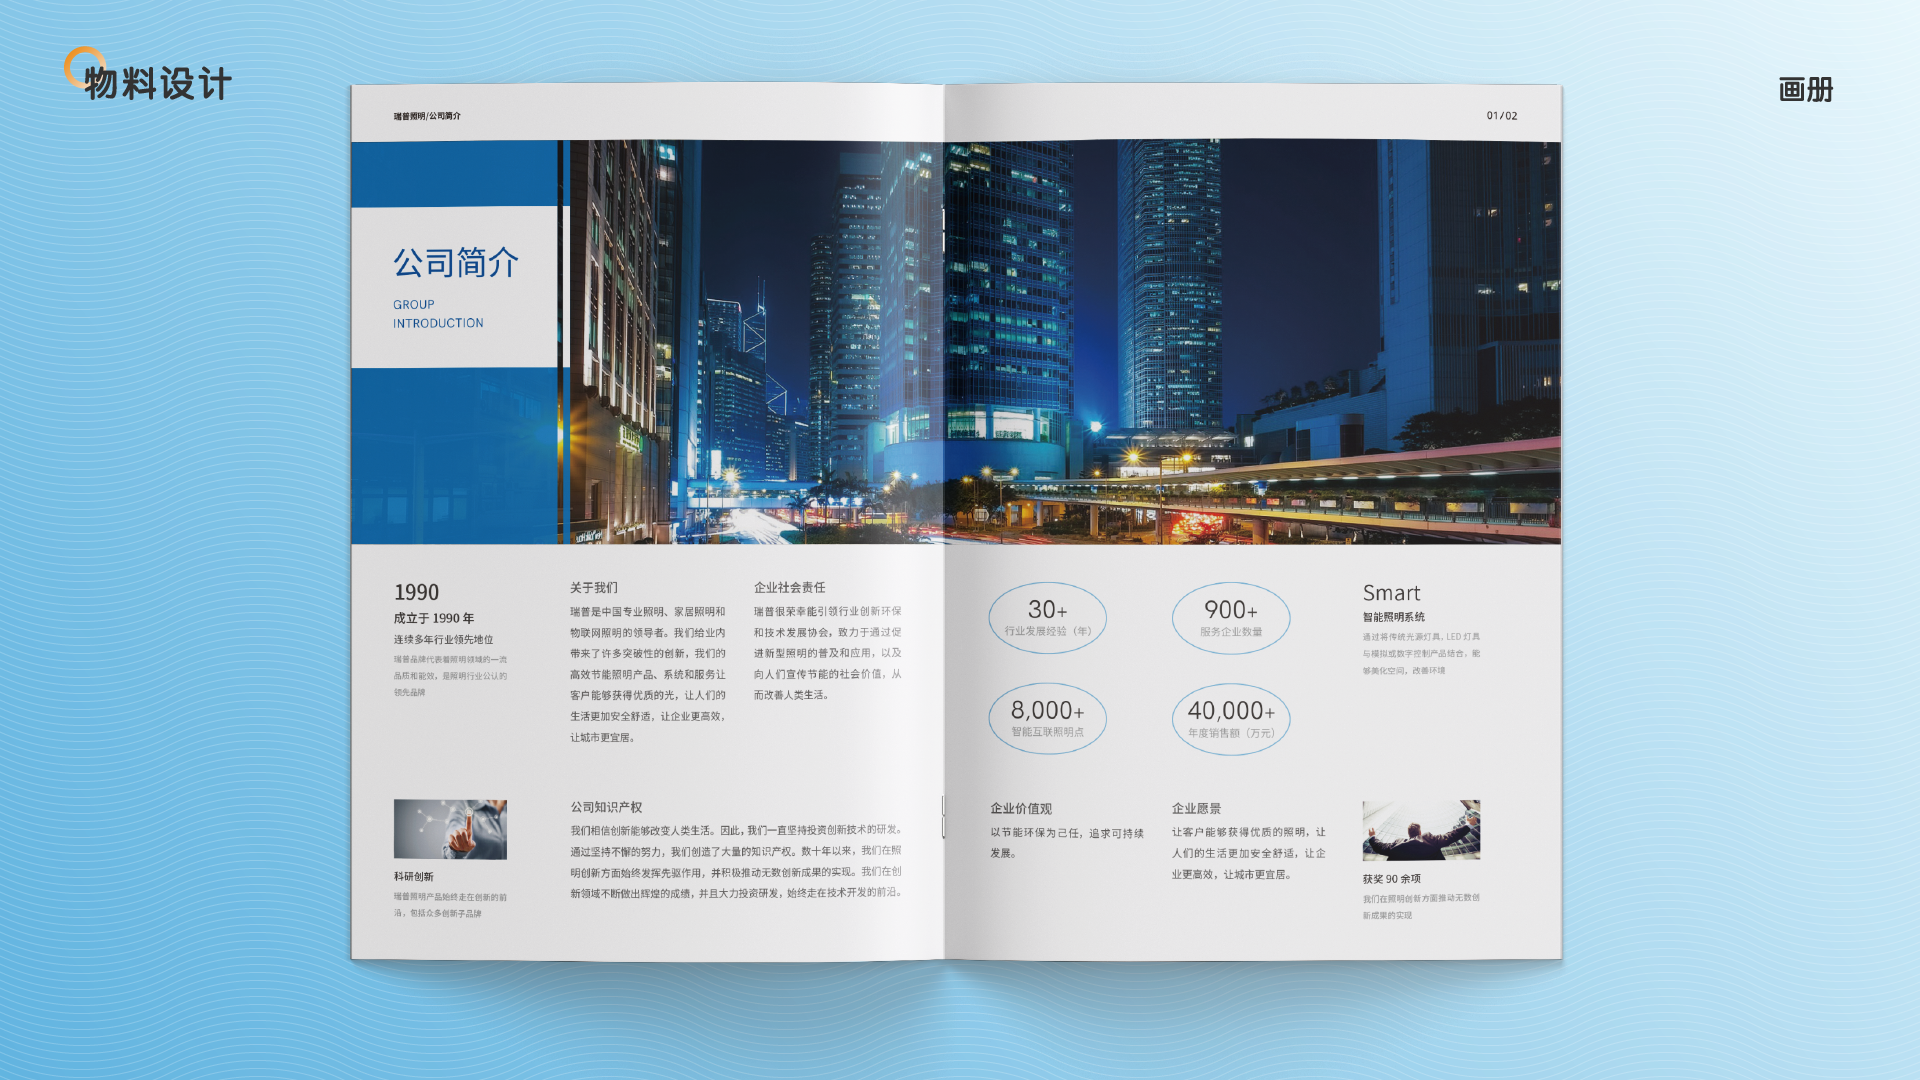 物料设计
画册
瑞普照明/公司简介
01/02
公司简介
GROUP
INTRODUCTION
1990
成立于 1990 年
连续多年行业领先地位
瑞普品牌代表着照明领域的一流
品质和能效，是照明行业公认的
领先品牌
关于我们
瑞普是中国专业照明、家居照明和
物联网照明的领导者。我们给业内
带来了许多突破性的创新，我们的
高效节能照明产品、系统和服务让
客户能够获得优质的光，让人们的
生活更加安全舒适，让企业更高效，
让城市更宜居。
企业社会责任
瑞普很荣幸能引领行业创新环保
和技术发展协会，致力于通过促
进新型照明的普及和应用，以及
向人们宣传节能的社会价值，从
而改善人类生活。
科研创新
瑞普照明产品始终走在创新的前
沿，包括众多创新子品牌
公司知识产权
我们相信创新能够改变人类生活。因此，我们一直坚持投资创新技术的研发。
通过坚持不懈的努力，我们创造了大量的知识产权。数十年以来，我们在照
明创新方面始终发挥先驱作用，并积极推动无数创新成果的实现。我们在创
新领域不断做出辉煌的成绩，并且大力投资研发，始终走在技术开发的前沿。
30+
行业发展经验（年）
900+
服务企业数量
8,000+
智能互联照明点
40,000+
年度销售额（万元）
Smart
智能照明系统
通过将传统光源灯具，LED 灯具
与模拟或数字控制产品结合，能
够美化空间，改善环境
企业价值观
以节能环保为己任，追求可持续
发展。
企业愿景
让客户能够获得优质的照明，让
人们的生活更加安全舒适，让企
业更高效，让城市更宜居。
获奖 90 余项
我们在照明创新方面推动无数创
新成果的实现